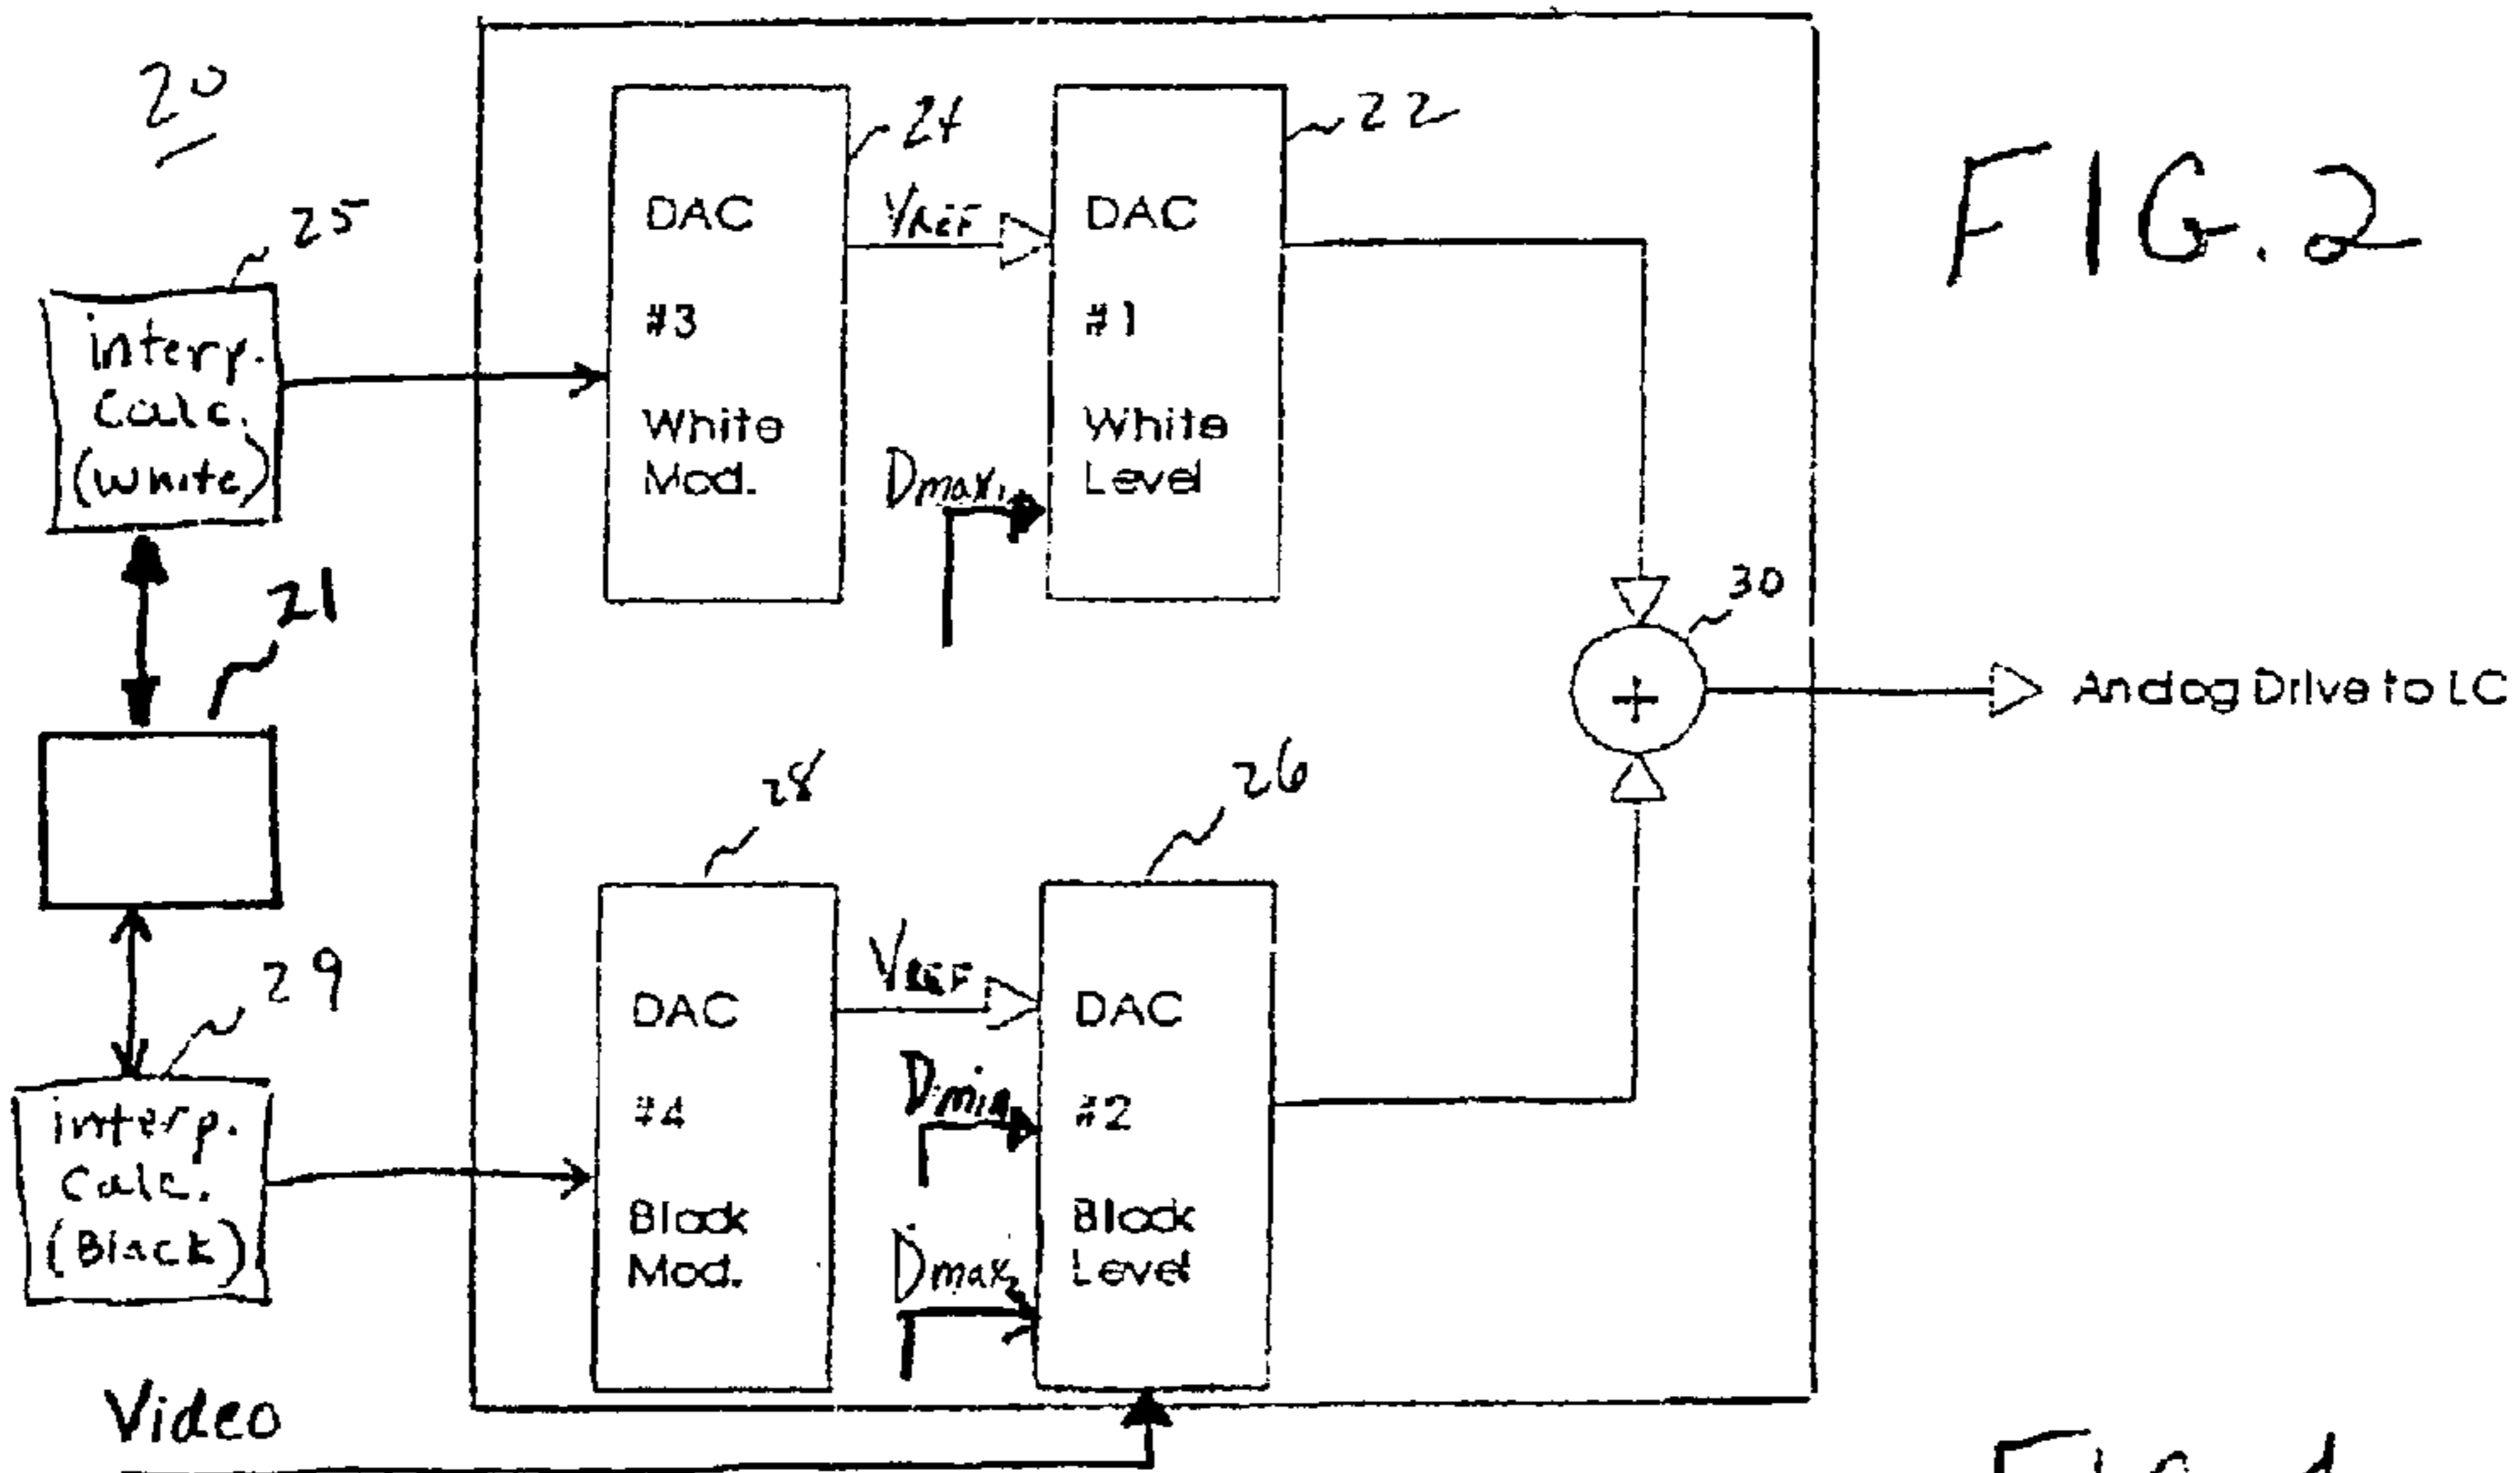 20
FIG.2
24
22
25
DAC
#3
White
Mod.
VREF
DAC
#1
White
Level
Dmax1
interp.
Calc.
(White)
21
30
Analog Drive to LC
28
26
29
DAC
#4
Black
Mod.
VREF
Dmin
DAC
#2
Black
Level
Dmax2
interp.
Calc.
(Black)
Video